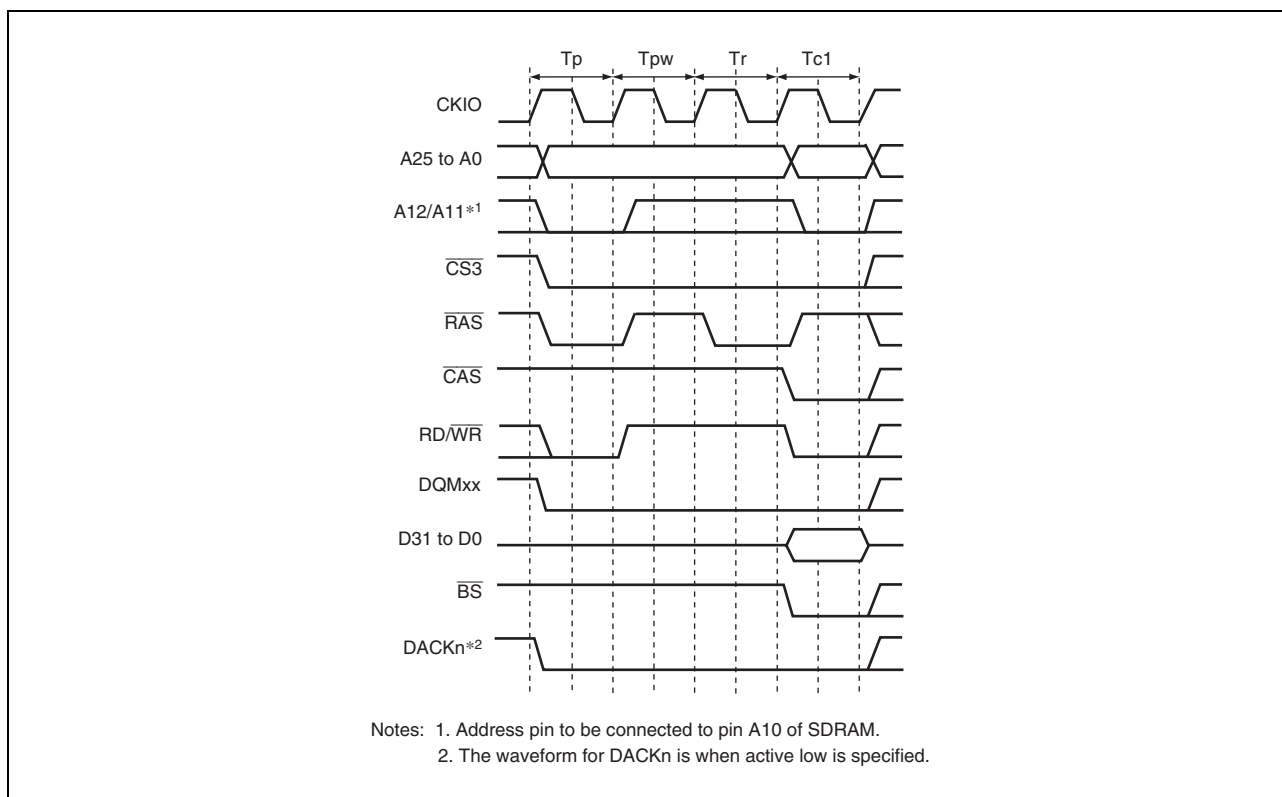 Tp Tpw Tr Tc1
CKIO
A25 to A0
A12/A11*1
CS3
RAS
CAS
RD/WR
DQMxx
D31 to D0
BS
DACKn*2
Notes: 1. Address pin to be connected to pin A10 of SDRAM.
2. The waveform for DACKn is when active low is specified.